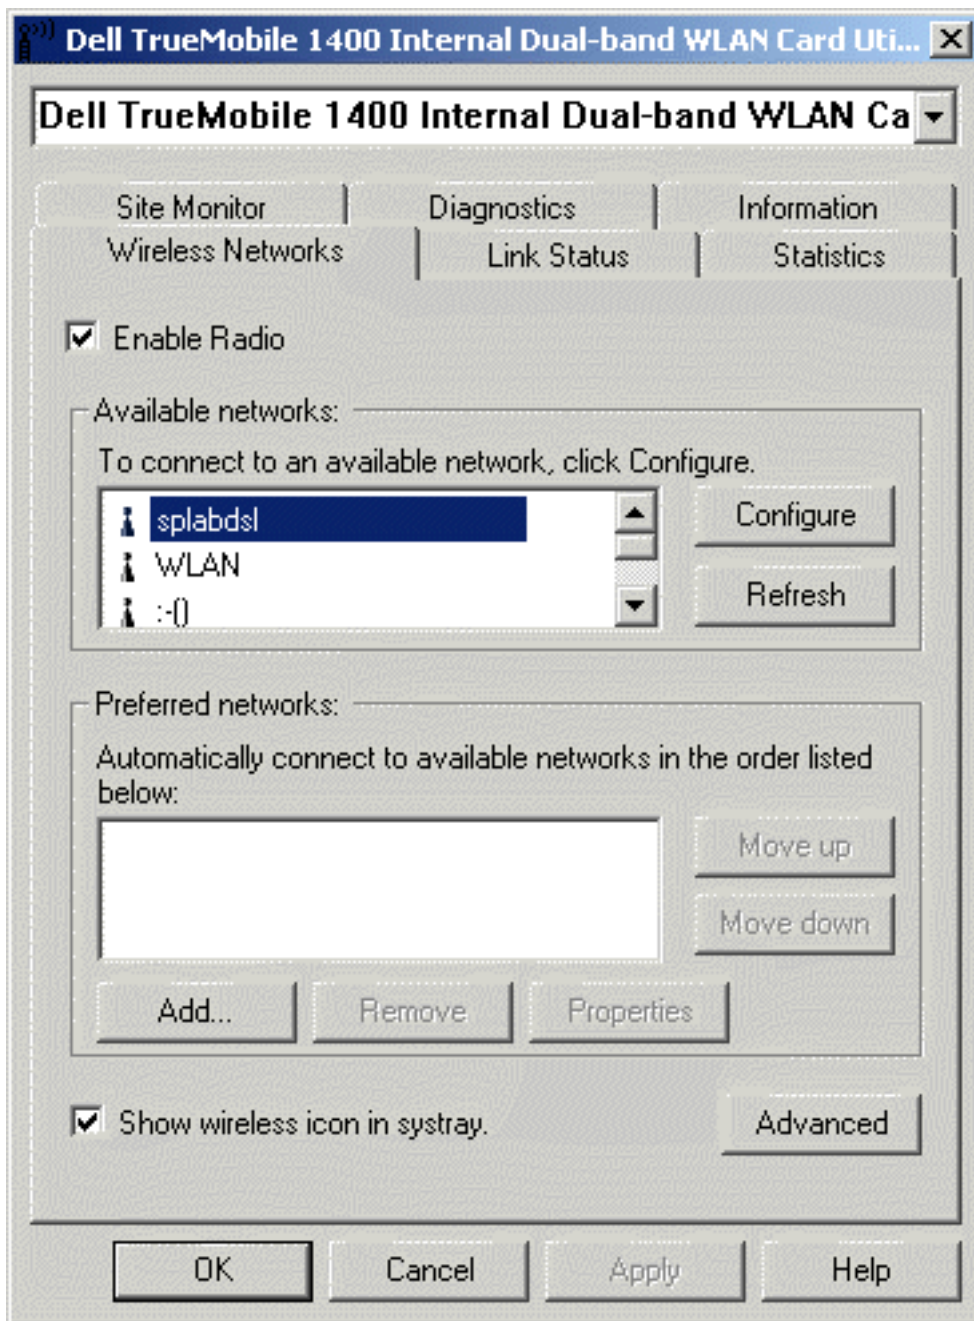 Dell TrueMobile 1400 Internal Dual-band WLAN Card Uti...
Dell TrueMobile 1400 Internal Dual-band WLAN Ca
Site Monitor
Diagnostics
Information
Wireless Networks
Link Status
Statistics
Enable Radio
Available networks:
To connect to an available network, click Configure.
splabdsl
WLAN
:-()
Configure
Refresh
Preferred networks:
Automatically connect to available networks in the order listed
below:
Move up
Move down
Add...
Remove
Properties
Show wireless icon in systray.
Advanced
OK
Cancel
Apply
Help